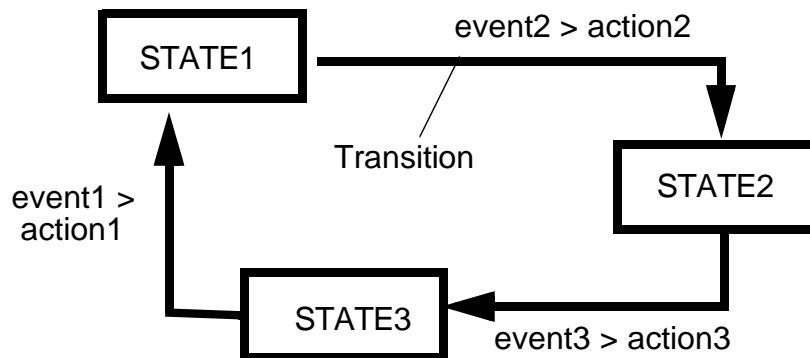 event2 > action2
STATE1
Transition
STATE2
event1 >
action1
STATE3
event3 > action3